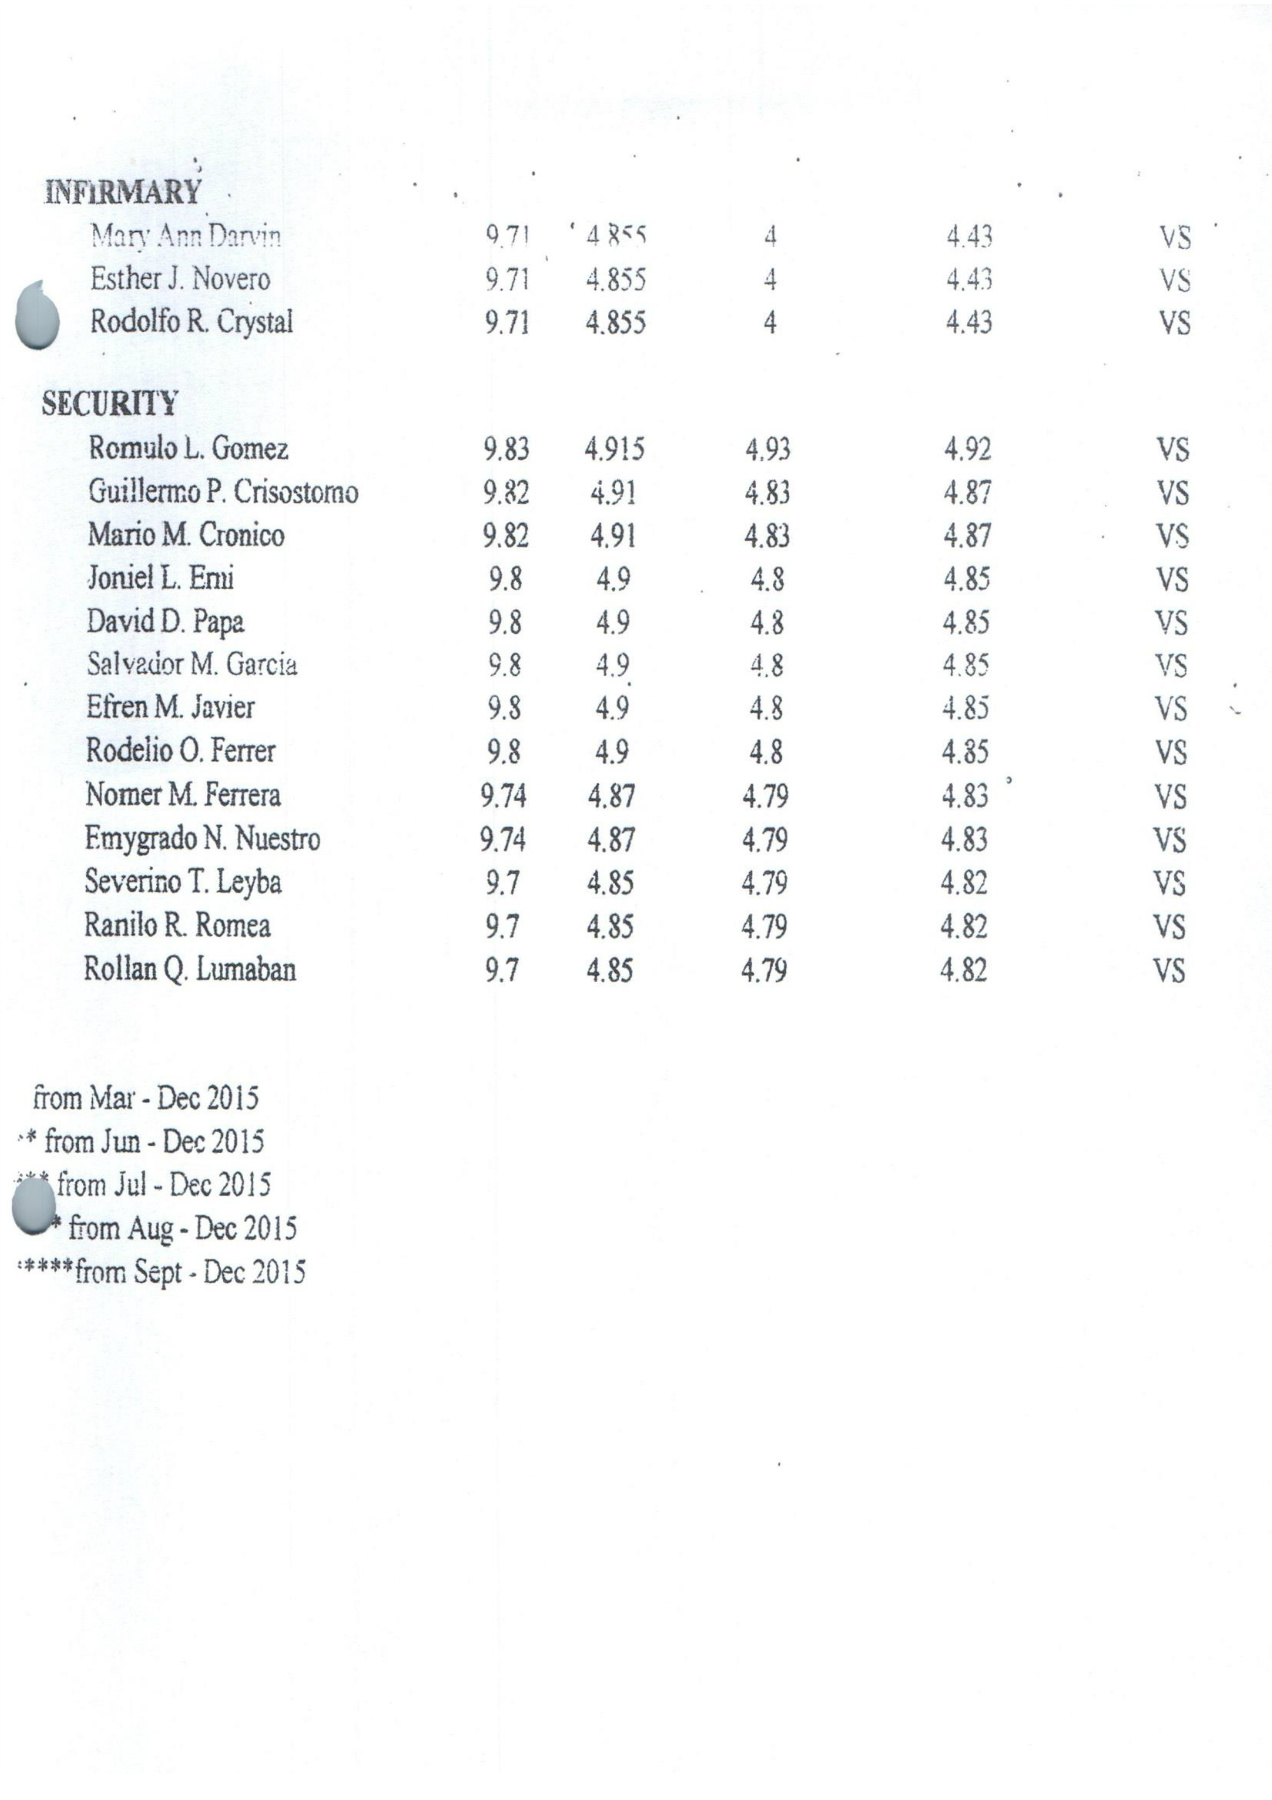 INFIRMARY
Mary Ann Darvin 9.71 4.855 4 4.43 VS
Esther J. Novero 9.71 4.855 4 4.43 VS
Rodolfo R. Crystal 9.71 4.855 4 4.43 VS
SECURITY
Romulo L. Gomez 9.83 4.915 4.93 4.92 VS
Guillermo P. Crisostomo 9.82 4.91 4.83 4.87 VS
Mario M. Cronico 9.82 4.91 4.83 4.87 VS
Joniel L. Emi 9.8 4.9 4.8 4.85 VS
David D. Papa 9.8 4.9 4.8 4.85 VS
Salvador M. Garcia 9.8 4.9 4.8 4.85 VS
Efren M. Javier 9.8 4.9 4.8 4.85 VS
Rodelio O. Ferrer 9.8 4.9 4.8 4.85 VS
Nomer M. Ferrera 9.74 4.87 4.79 4.83 VS
Emygrado N. Nuestro 9.74 4.87 4.79 4.83 VS
Severino T. Leyba 9.7 4.85 4.79 4.82 VS
Ranilo R. Romea 9.7 4.85 4.79 4.82 VS
Rollan Q. Lumaban 9.7 4.85 4.79 4.82 VS
from Mar - Dec 2015
** from Jun - Dec 2015
*** from Jul - Dec 2015
* from Aug - Dec 2015
*****from Sept - Dec 2015